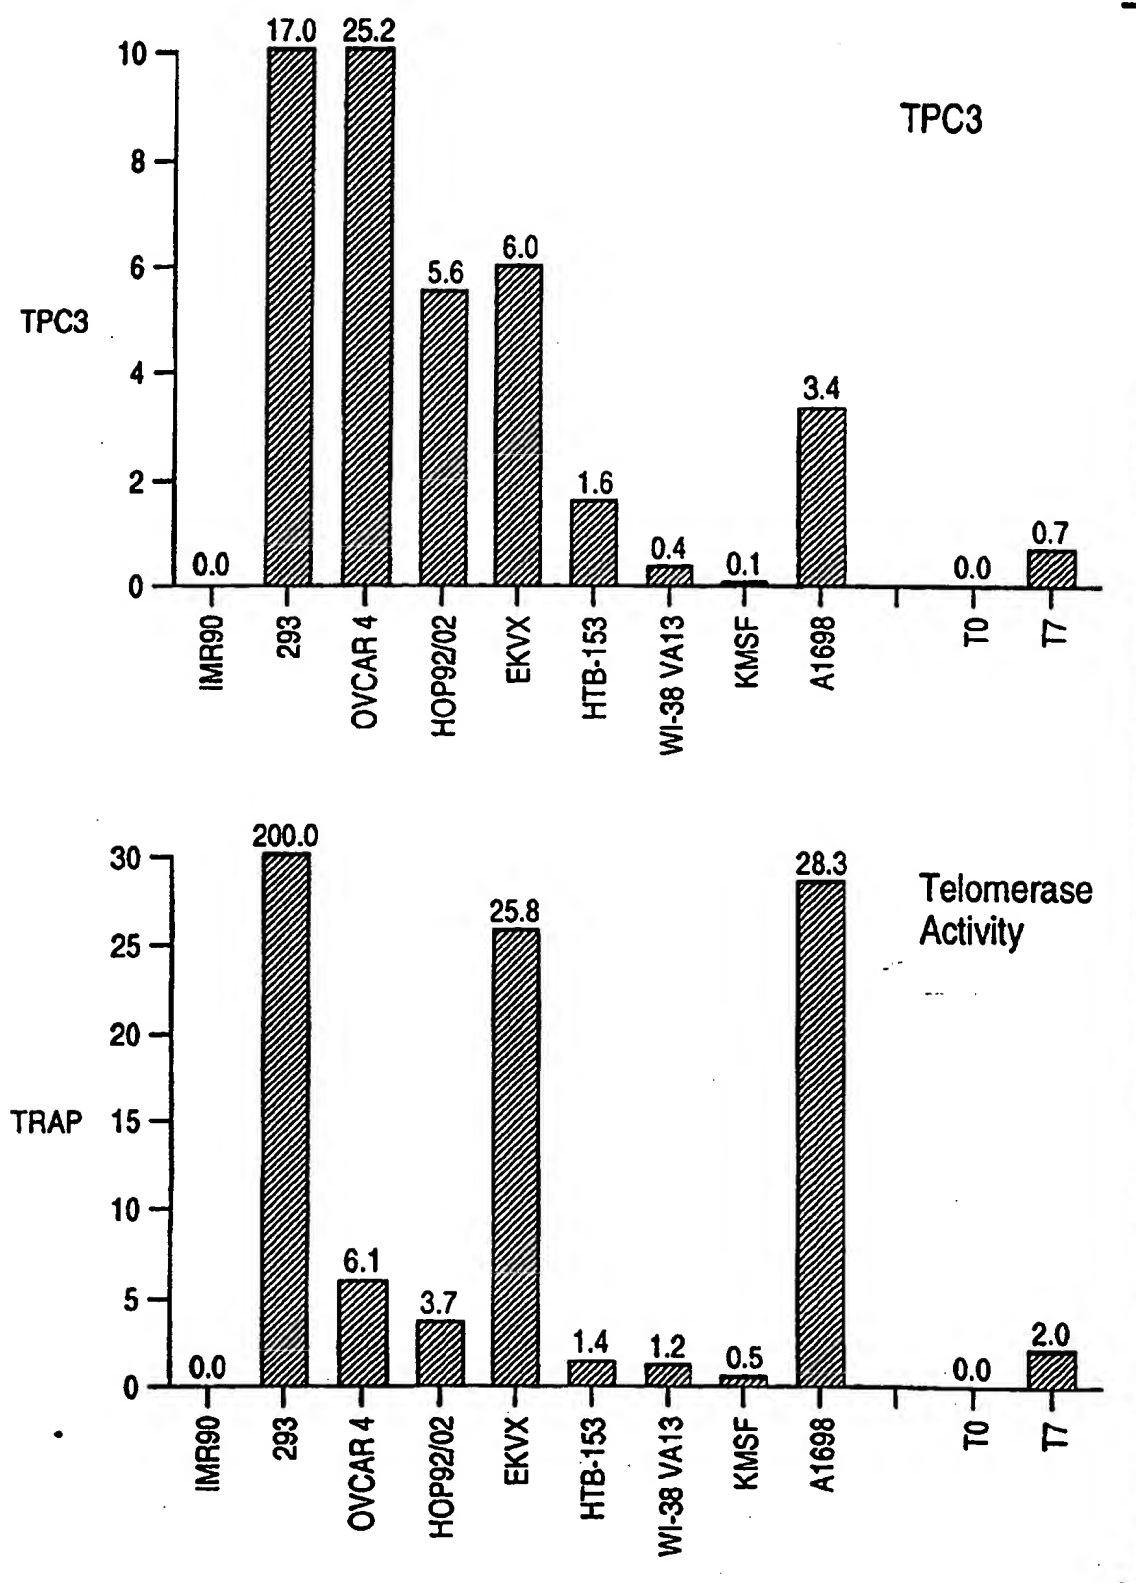 17.0 25.2
10
TPC3
8
6.0
6
5.6
TPC3
4
3.4
2
1.6
0.7
0.4
0.1
0.0
0.0
0
IMR90
293
OVCAR 4
HOP92/02
EKVX
HTB-153
WI-38 VA13
KMSF
A1698
T0
T7
200.0
30
28.3
Telomerase
Activity
25.8
25
20
TRAP
15
10
6.1
5
3.7
2.0
1.4
1.2
0.5
0.0
0.0
0
IMR90
293
OVCAR 4
HOP92/02
EKVX
HTB-153
WI-38 VA13
KMSF
A1698
T0
T7